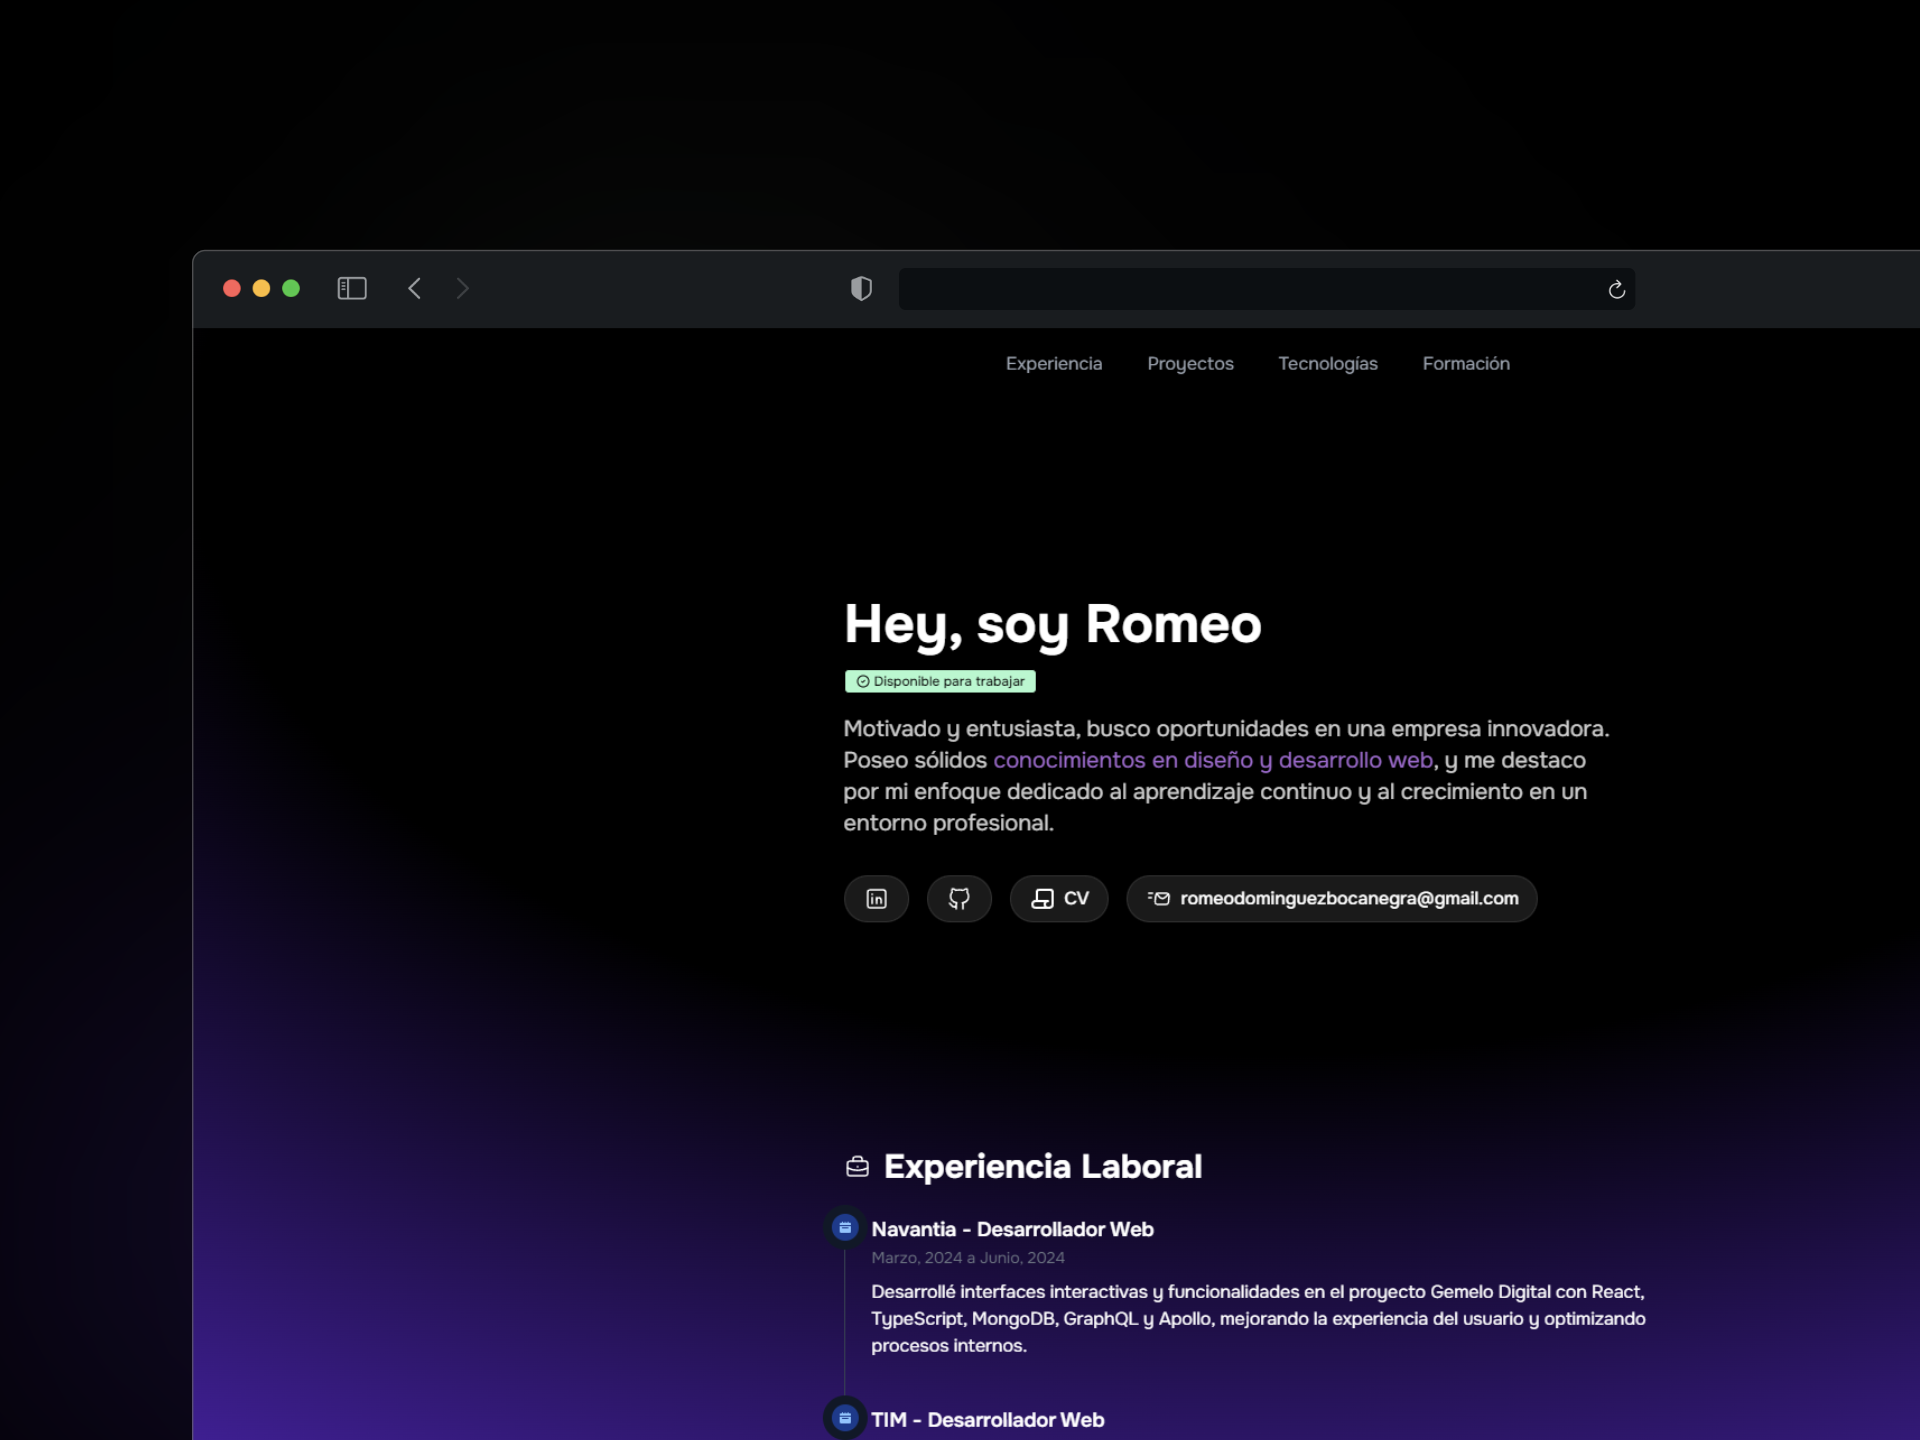 Experiencia Proyectos Tecnologías Formación
Hey, soy Romeo
Disponible para trabajar
Motivado y entusiasta, busco oportunidades en una empresa innovadora.
Poseo sólidos conocimientos en diseño y desarrollo web, y me destaco
por mi enfoque dedicado al aprendizaje continuo y al crecimiento en un
entorno profesional.
in CV romeodominguezbocanegra@gmail.com
Experiencia Laboral
Navantia - Desarrollador Web
Marzo, 2024 a Junio, 2024
Desarrollé interfaces interactivas y funcionalidades en el proyecto Gemelo Digital con React,
TypeScript, MongoDB, GraphQL y Apollo, mejorando la experiencia del usuario y optimizando
procesos internos.
TIM - Desarrollador Web